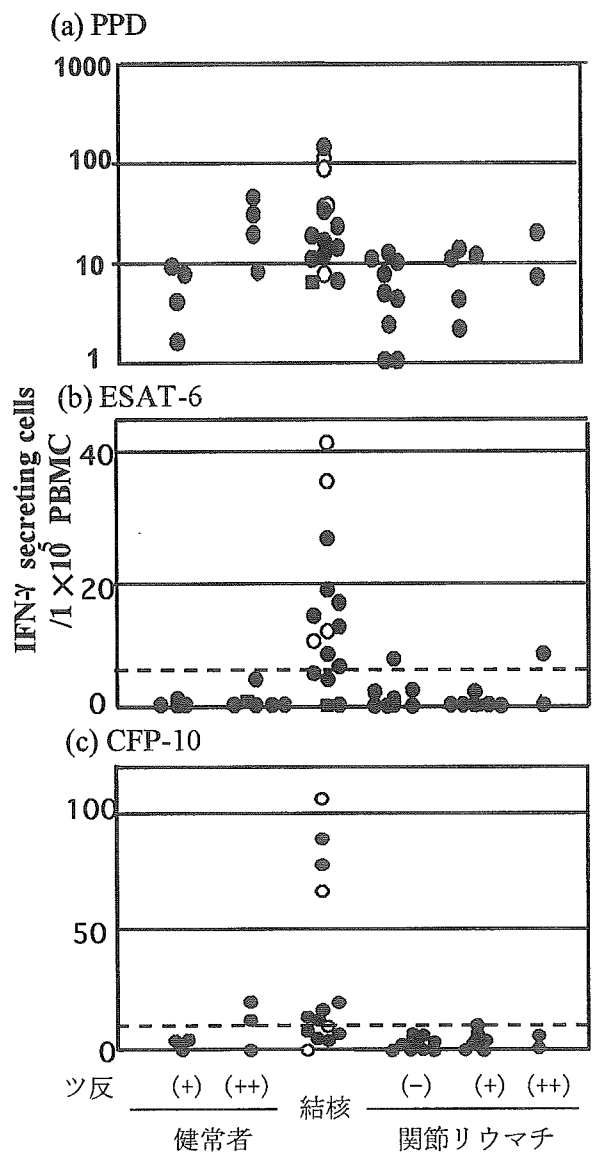 (a) PPD
1000
100
10
1
(b) ESAT-6
40
20
0
IFN-γ secreting cells
/1×10⁵ PBMC
(c) CFP-10
100
50
0
ツ反 (+) (++) 結核 (-) (+) (++)
健常者 関節リウマチ